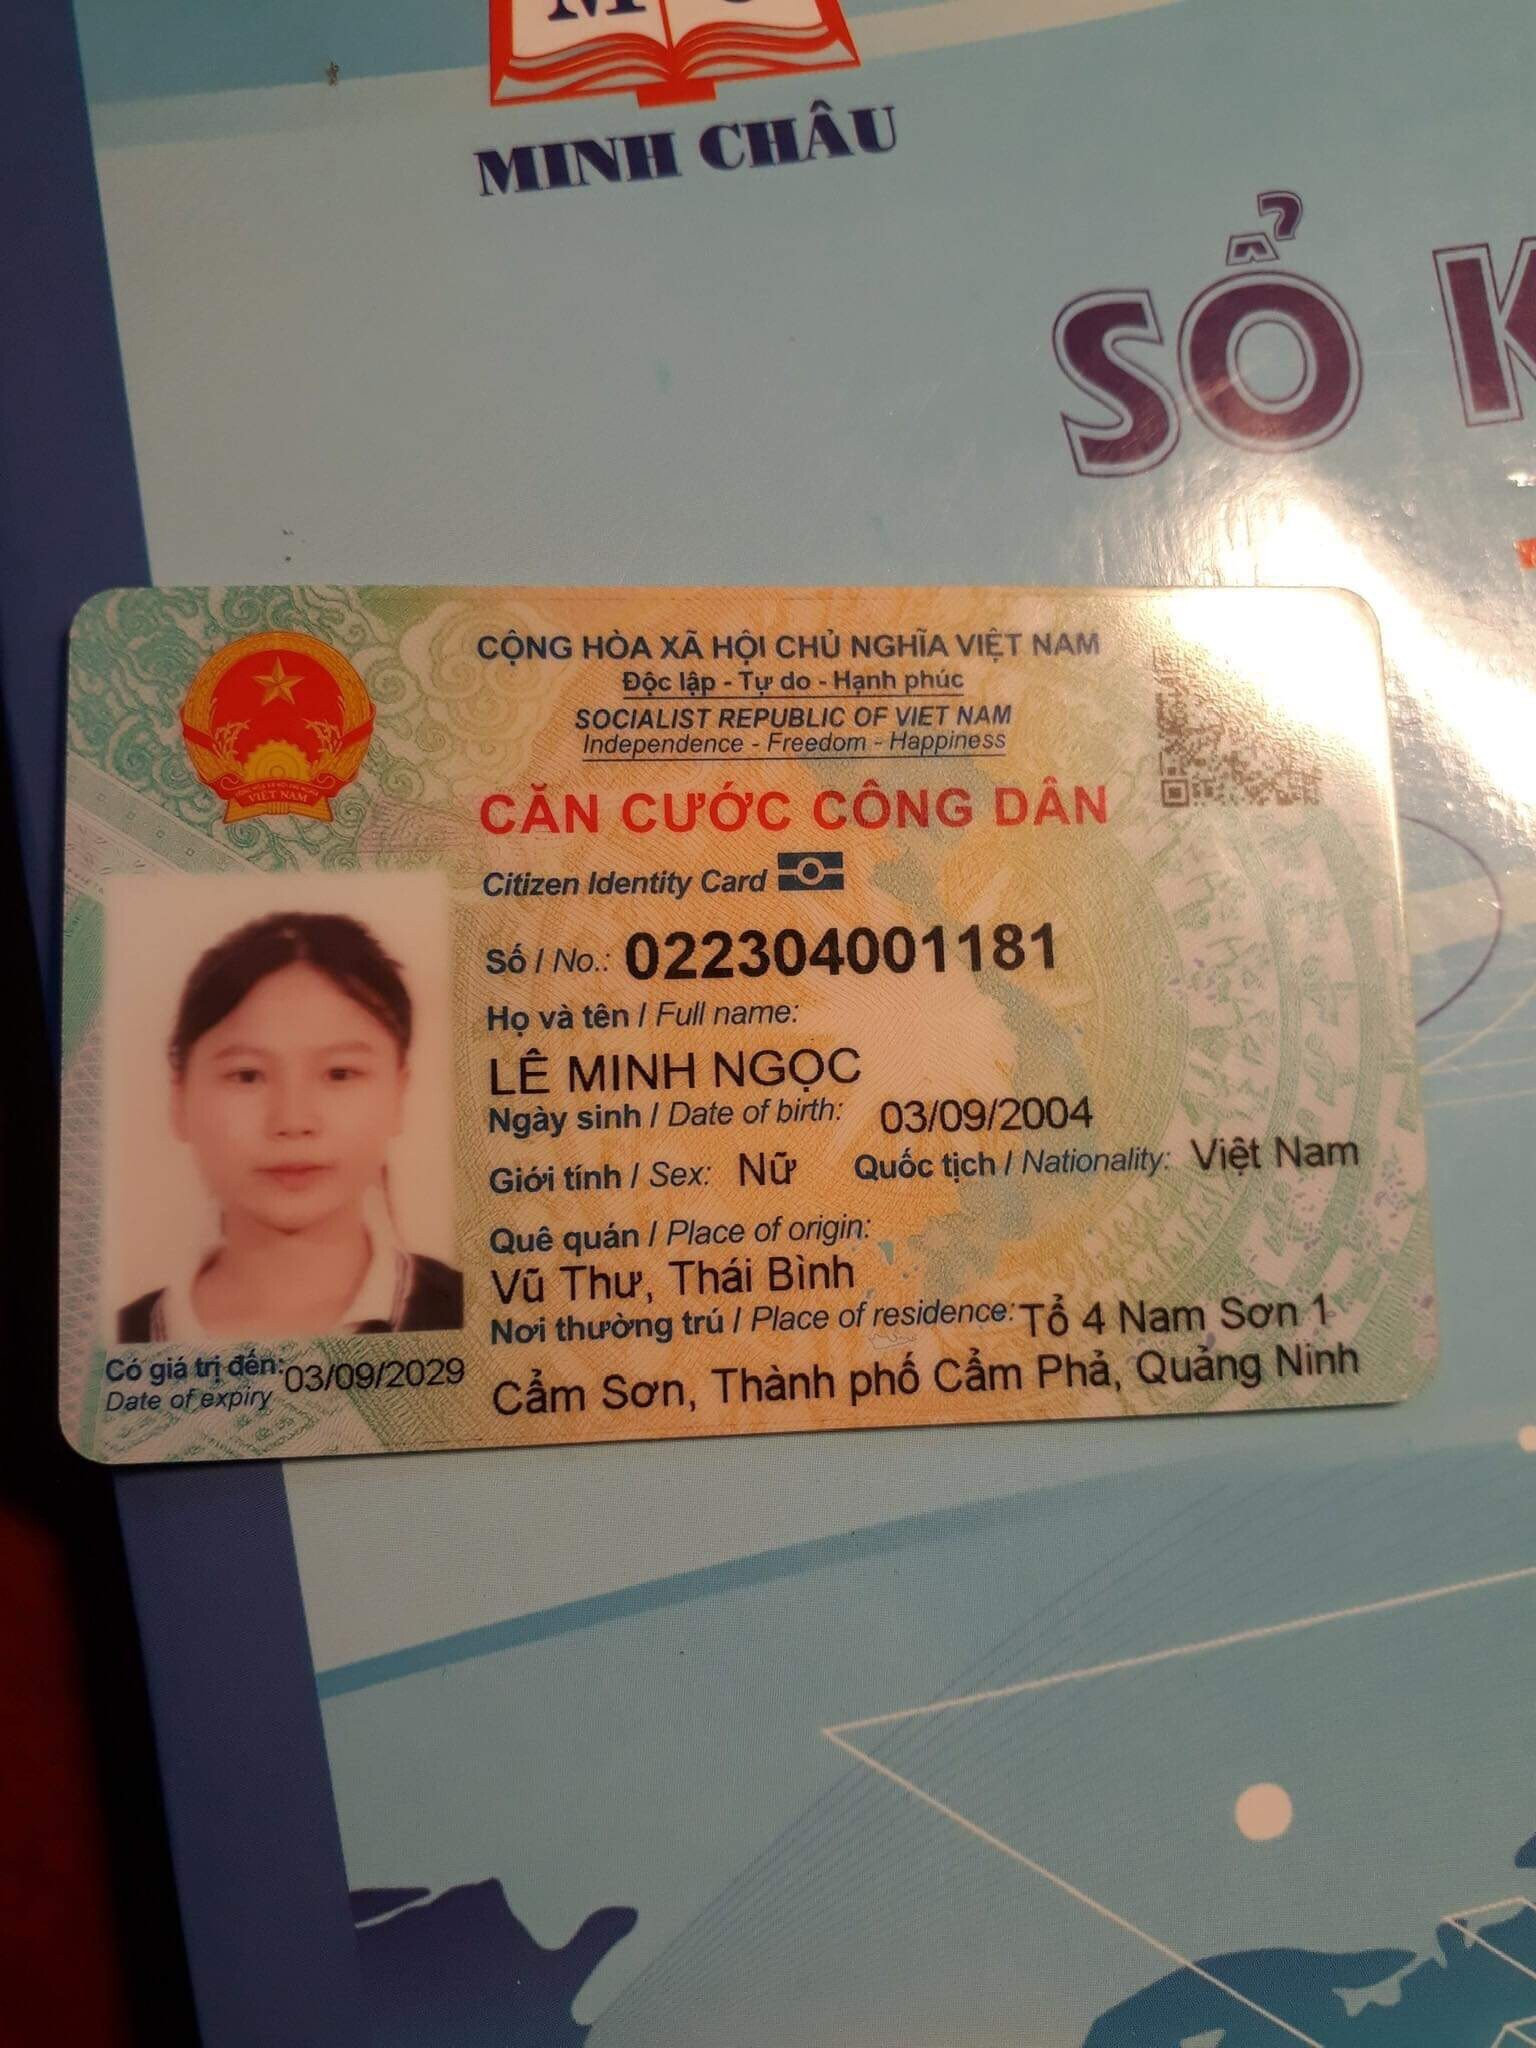 MINH CHÂU
SỔ K
CỘNG HÒA XÃ HỘI CHỦ NGHĨA VIỆT NAM
Độc lập - Tự do - Hạnh phúc
SOCIALIST REPUBLIC OF VIET NAM
Independence - Freedom - Happiness
CĂN CƯỚC CÔNG DÂN
Citizen Identity Card
Số / No.: 022304001181
Họ và tên / Full name:
LÊ MINH NGỌC
Ngày sinh / Date of birth: 03/09/2004
Giới tính / Sex: Nữ Quốc tịch / Nationality: Việt Nam
Quê quán / Place of origin:
Vũ Thư, Thái Bình
Nơi thường trú / Place of residence: Tổ 4 Nam Sơn 1
Cẩm Sơn, Thành phố Cẩm Phả, Quảng Ninh
Có giá trị đến: 03/09/2029
Date of expiry